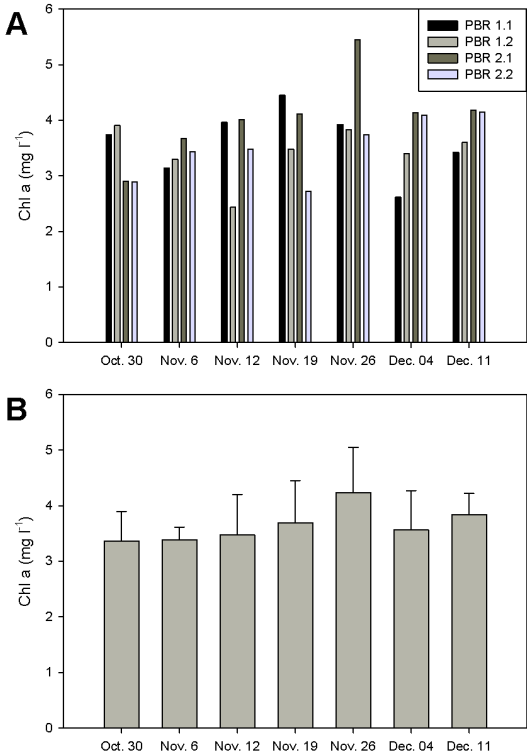 A
6
5
4
3
2
1
0
Chl a (mg l⁻¹)
PBR 1.1
PBR 1.2
PBR 2.1
PBR 2.2
Oct. 30 Nov. 6 Nov. 12 Nov. 19 Nov. 26 Dec. 04 Dec. 11
B
6
5
4
3
2
1
0
Chl a (mg l⁻¹)
Oct. 30 Nov. 6 Nov. 12 Nov. 19 Nov. 26 Dec. 04 Dec. 11